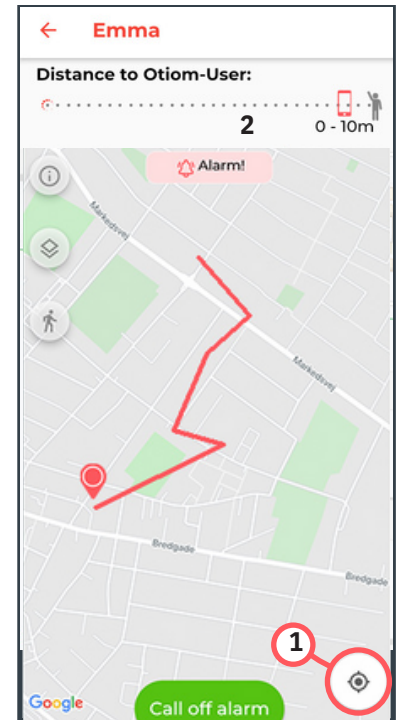 Emma
Distance to Otiom-User:
2
0 - 10m
Alarm!
Markedsvej
Markedsvej
Bredgade
Bredgade
1
Google
Call off alarm